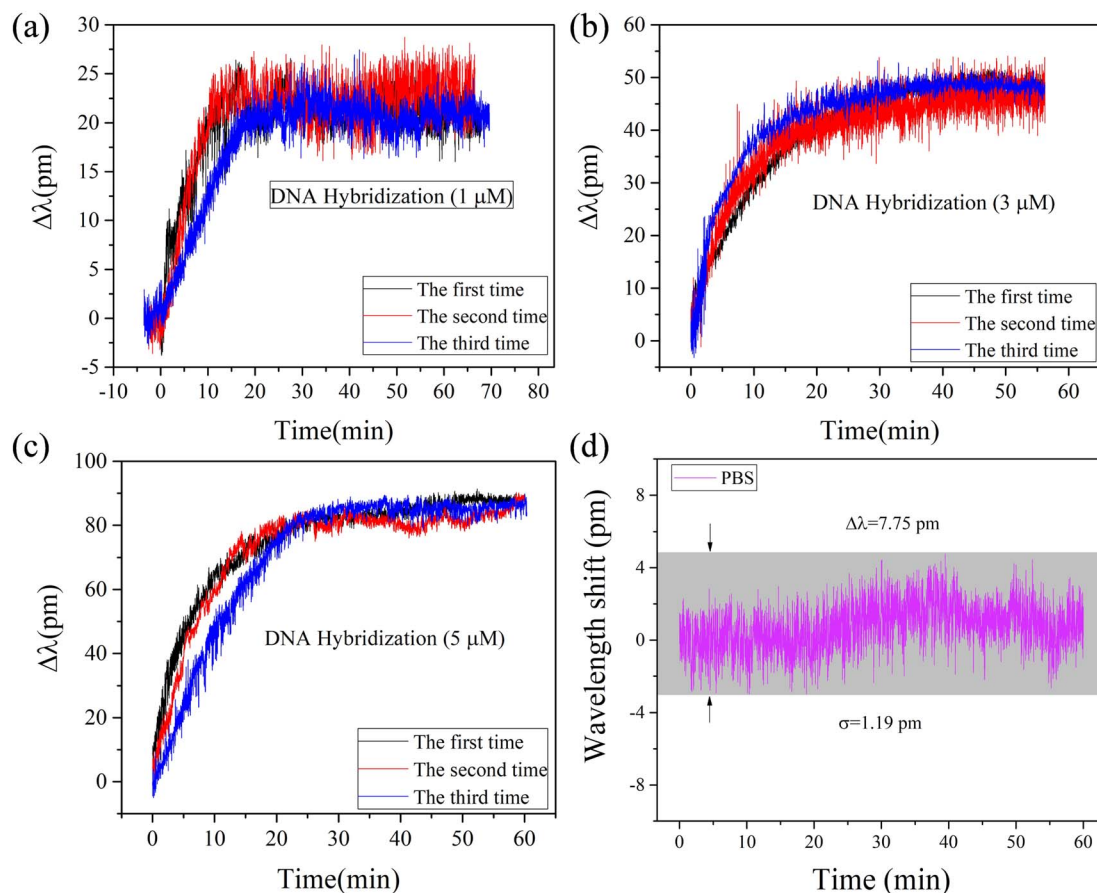 (a)
30
25
20
15
10
5
0
-5
Δλ(pm)
DNA Hybridization (1 μM)
The first time
The second time
The third time
-10 0 10 20 30 40 50 60 70 80
Time(min)
(b)
60
50
40
30
20
10
0
Δλ(pm)
DNA Hybridization (3 μM)
The first time
The second time
The third time
0 10 20 30 40 50 60
Time(min)
(c)
100
80
60
40
20
0
Δλ(pm)
DNA Hybridization (5 μM)
The first time
The second time
The third time
0 10 20 30 40 50 60
Time(min)
(d)
8
4
0
-4
-8
Wavelength shift (pm)
PBS
Δλ=7.75 pm
σ=1.19 pm
0 10 20 30 40 50 60
Time (min)